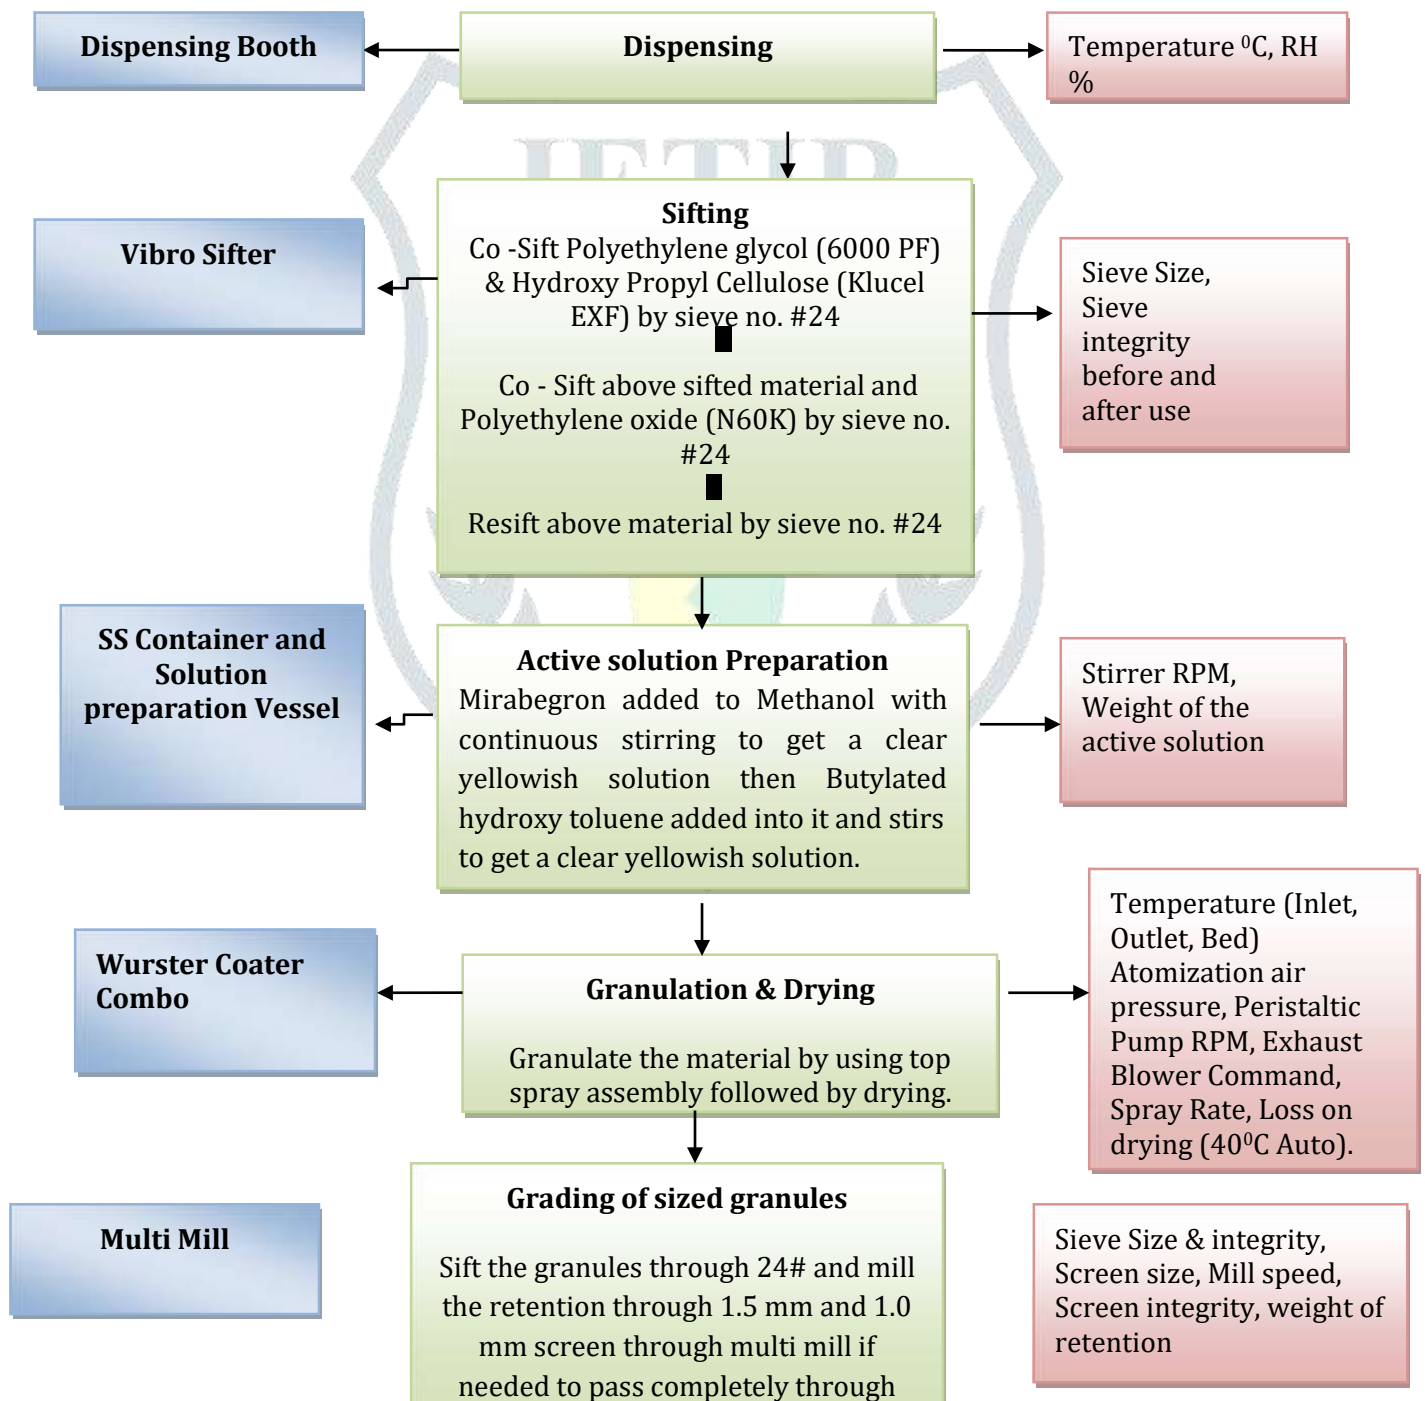 Dispensing Booth
Dispensing
Temperature ⁰C, RH
%
JETIR
Vibro Sifter
Sifting
Co -Sift Polyethylene glycol (6000 PF)
& Hydroxy Propyl Cellulose (Klucel
EXF) by sieve no. #24
Co - Sift above sifted material and
Polyethylene oxide (N60K) by sieve no.
#24
Resift above material by sieve no. #24
Sieve Size,
Sieve
integrity
before and
after use
SS Container and
Solution
preparation Vessel
Active solution Preparation
Mirabegron added to Methanol with
continuous stirring to get a clear
yellowish solution then Butylated
hydroxy toluene added into it and stirs
to get a clear yellowish solution.
Stirrer RPM,
Weight of the
active solution
Wurster Coater
Combo
Granulation & Drying
Granulate the material by using top
spray assembly followed by drying.
Temperature (Inlet,
Outlet, Bed)
Atomization air
pressure, Peristaltic
Pump RPM, Exhaust
Blower Command,
Spray Rate, Loss on
drying (40⁰C Auto).
Multi Mill
Grading of sized granules
Sift the granules through 24# and mill
the retention through 1.5 mm and 1.0
mm screen through multi mill if
needed to pass completely through
Sieve Size & integrity,
Screen size, Mill speed,
Screen integrity, weight of
retention